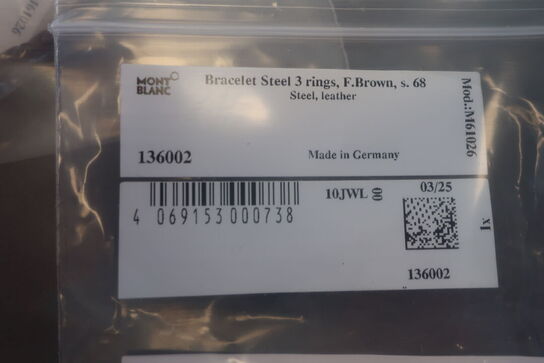 MONT
BLANC
Bracelet Steel 3 rings, F.Brown, s. 68
Steel, leather
Mod.:M61026
136002
Made in Germany
4 069153 000738
10JWL 00
03/25
XI
136002